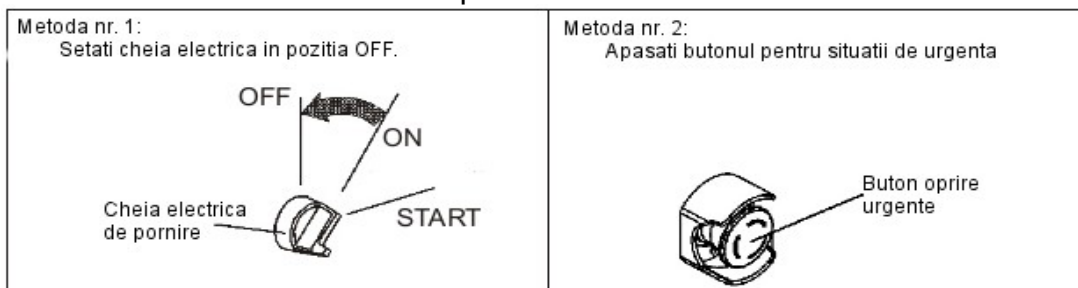 Metoda nr. 1:
Setati cheia electrica in pozitia OFF.
OFF
ON
START
Cheia electrica
de pornire
Metoda nr. 2:
Apasati butonul pentru situatii de urgenta
Buton oprire
urgente